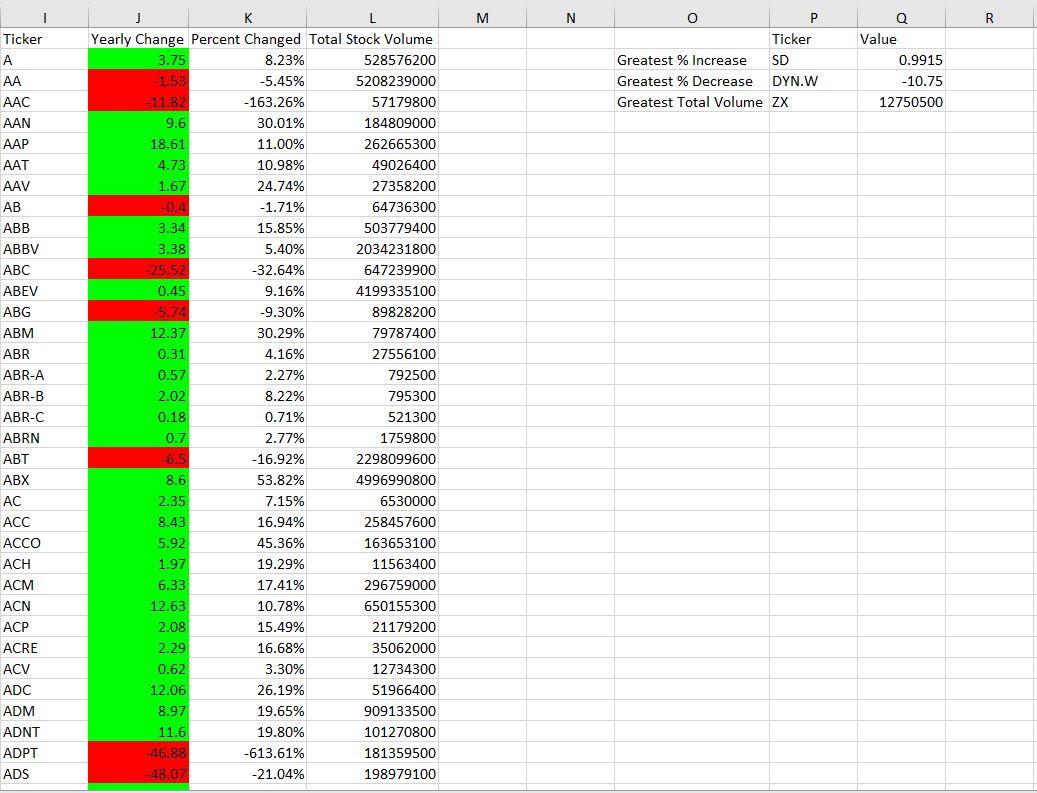 I J K L M N O P Q R
Ticker Yearly Change Percent Changed Total Stock Volume Ticker Value
A 3.75 8.23% 528576200 Greatest % Increase SD 0.9915
AA -1.53 -5.45% 5208239000 Greatest % Decrease DYN.W -10.75
AAC -11.82 -163.26% 57179800 Greatest Total Volume ZX 12750500
AAN 9.6 30.01% 184809000
AAP 18.61 11.00% 262665300
AAT 4.73 10.98% 49026400
AAV 1.67 24.74% 27358200
AB -0.4 -1.71% 64736300
ABB 3.34 15.85% 503779400
ABBV 3.38 5.40% 2034231800
ABC -25.52 -32.64% 647239900
ABEV 0.45 9.16% 4199335100
ABG -5.74 -9.30% 89828200
ABM 12.37 30.29% 79787400
ABR 0.31 4.16% 27556100
ABR-A 0.57 2.27% 792500
ABR-B 2.02 8.22% 795300
ABR-C 0.18 0.71% 521300
ABRN 0.7 2.77% 1759800
ABT -6.5 -16.92% 2298099600
ABX 8.6 53.82% 4996990800
AC 2.35 7.15% 6530000
ACC 8.43 16.94% 258457600
ACCO 5.92 45.36% 163653100
ACH 1.97 19.29% 11563400
ACM 6.33 17.41% 296759000
ACN 12.63 10.78% 650155300
ACP 2.08 15.49% 21179200
ACRE 2.29 16.68% 35062000
ACV 0.62 3.30% 12734300
ADC 12.06 26.19% 51966400
ADM 8.97 19.65% 909133500
ADNT 11.6 19.80% 101270800
ADPT -46.88 -613.61% 181359500
ADS -48.07 -21.04% 198979100